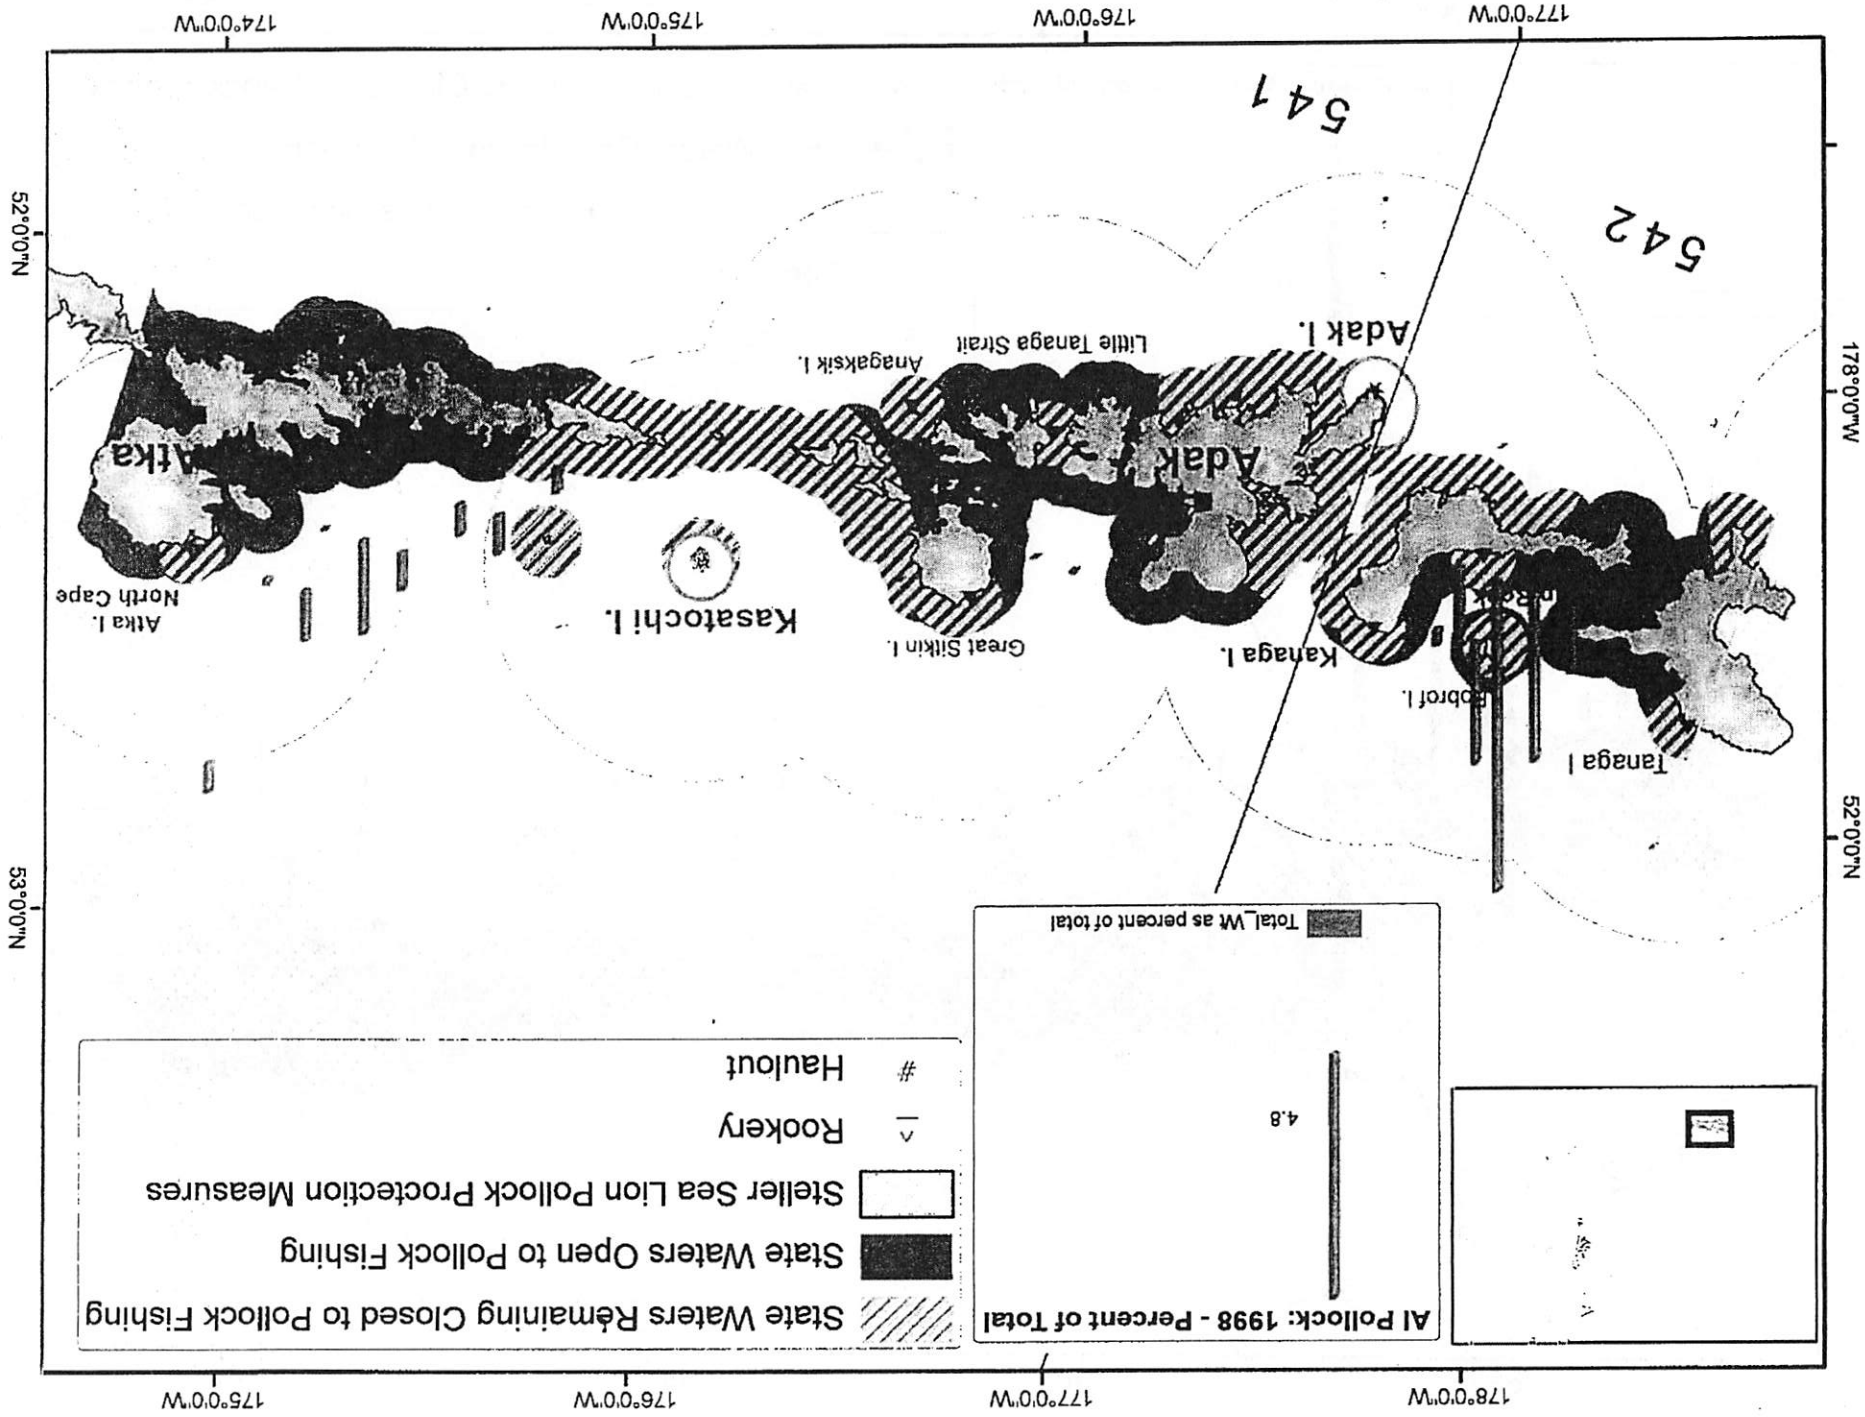 178°0'0"W
177°0'0"W
176°0'0"W
175°0'0"W
AI Pollock: 1998 - Percent of Total
4.8
Total_Wt as percent of total
State Waters Remaining Closed to Pollock Fishing
State Waters Open to Pollock Fishing
Steller Sea Lion Pollock Proctection Measures
Rookery
# Haulout
52°0'0"N
53°0'0"N
Tanaga I
Bobrof I.
Kanaga I.
Great Sitkin I.
Kasatochi I.
Atka I.
North Cape
Adak
Atka
Adak I.
Little Tanaga Strait
Anagaksik I.
178°0'0"W
52°0'0"N
542
541
177°0'0"W
176°0'0"W
175°0'0"W
174°0'0"W